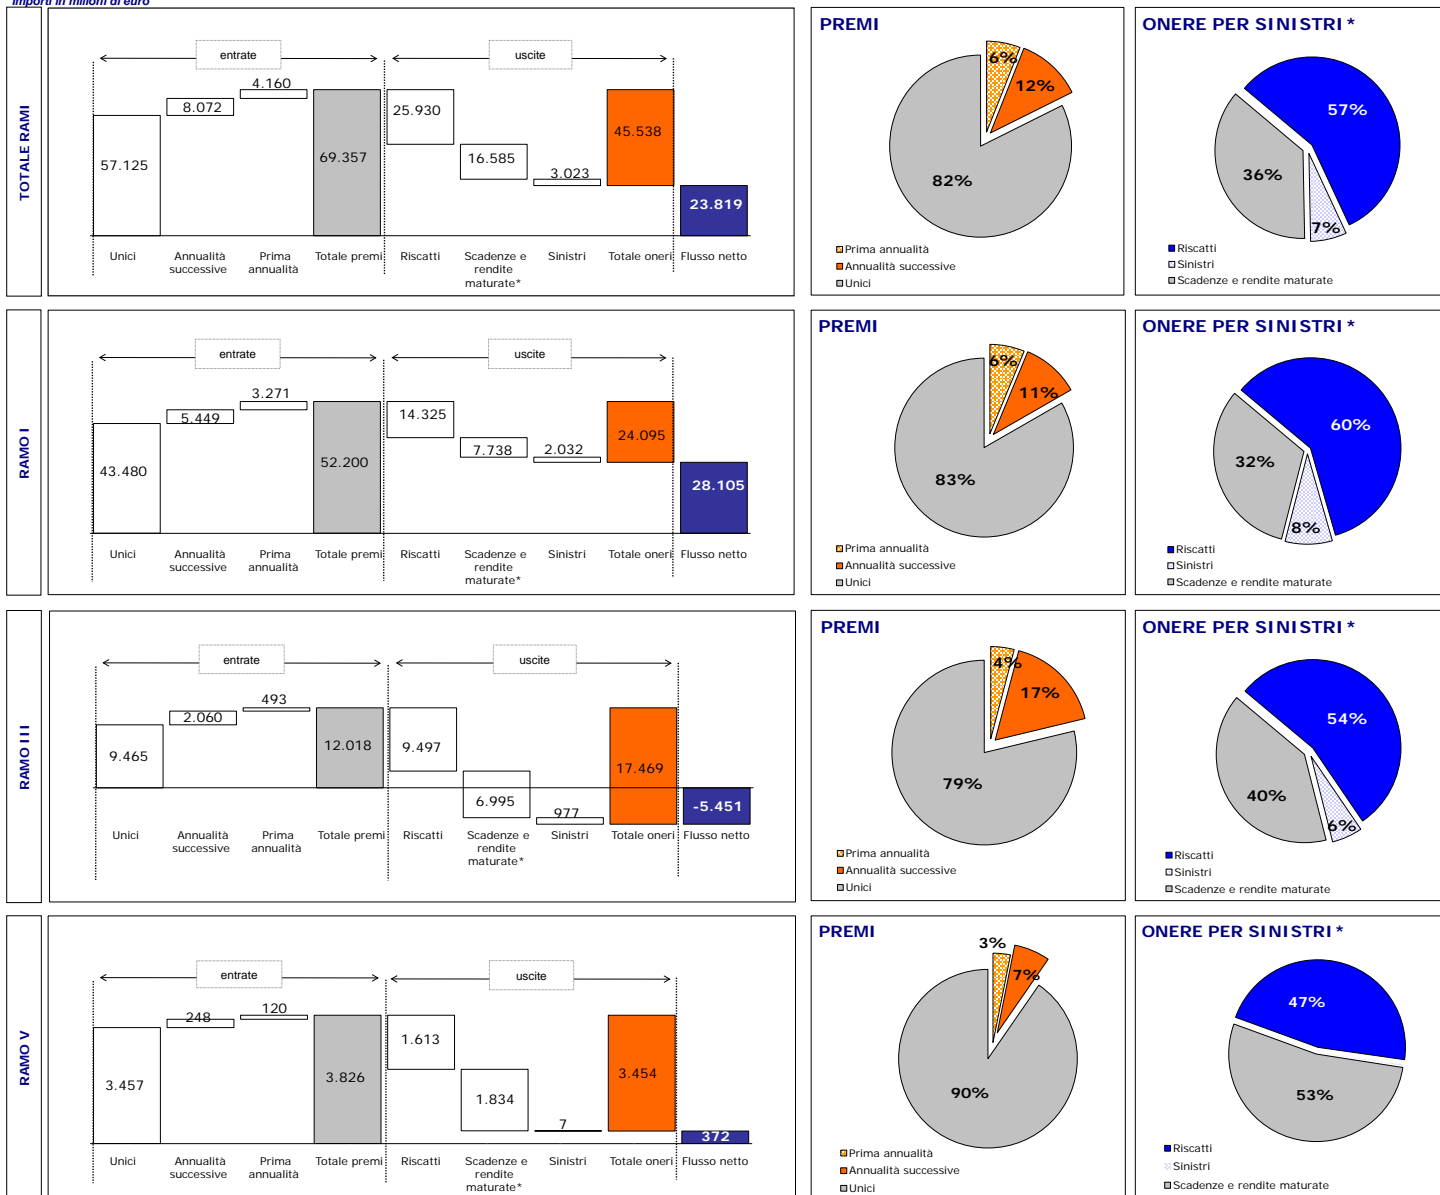 Importi in milioni di euro
TOTALE RAMI
entrate
uscite
57.125
8.072
4.160
69.357
25.930
16.585
3.023
45.538
23.819
Unici
Annualità successive
Prima annualità
Totale premi
Riscatti
Scadenze e rendite maturate*
Sinistri
Totale oneri
Flusso netto
PREMI
6%
12%
82%
Prima annualità
Annualità successive
Unici
ONERE PER SINISTRI *
57%
36%
7%
Riscatti
Sinistri
Scadenze e rendite maturate
RAMO I
entrate
uscite
43.480
5.449
3.271
52.200
14.325
7.738
2.032
24.095
28.105
Unici
Annualità successive
Prima annualità
Totale premi
Riscatti
Scadenze e rendite maturate*
Sinistri
Totale oneri
Flusso netto
PREMI
6%
11%
83%
Prima annualità
Annualità successive
Unici
ONERE PER SINISTRI *
60%
32%
8%
Riscatti
Sinistri
Scadenze e rendite maturate
RAMO III
entrate
uscite
9.465
2.060
493
12.018
9.497
6.995
977
17.469
-5.451
Unici
Annualità successive
Prima annualità
Totale premi
Riscatti
Scadenze e rendite maturate*
Sinistri
Totale oneri
Flusso netto
PREMI
4%
17%
79%
Prima annualità
Annualità successive
Unici
ONERE PER SINISTRI *
54%
40%
6%
Riscatti
Sinistri
Scadenze e rendite maturate
RAMO V
entrate
uscite
3.457
248
120
3.826
1.613
1.834
7
3.454
372
Unici
Annualità successive
Prima annualità
Totale premi
Riscatti
Scadenze e rendite maturate*
Sinistri
Totale oneri
Flusso netto
PREMI
3%
7%
90%
Prima annualità
Annualità successive
Unici
ONERE PER SINISTRI *
47%
53%
Riscatti
Sinistri
Scadenze e rendite maturate